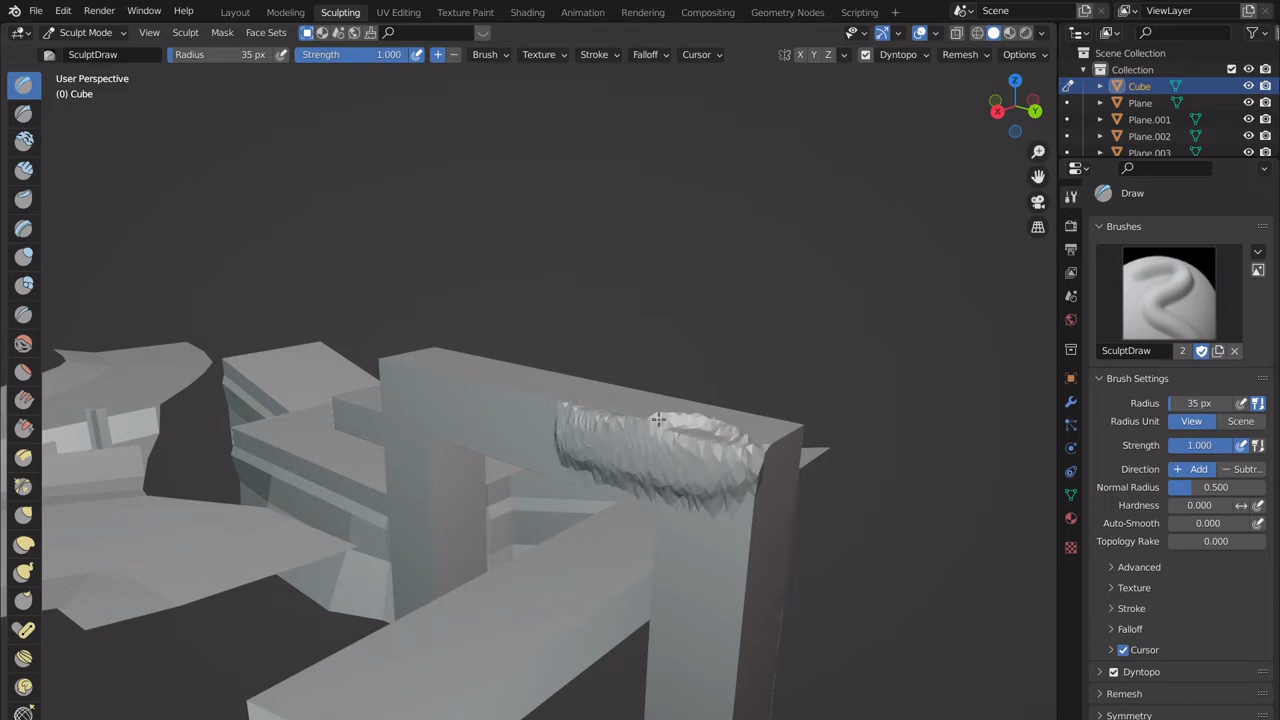 File Edit Render Window Help Layout Modeling Sculpting UV Editing Texture Paint Shading Animation Rendering Compositing Geometry Nodes Scripting Scene ViewLayer
Sculpt Mode View Sculpt Mask Face Sets
SculptDraw Radius 35 px Strength 1.000 Brush Texture Stroke Falloff Cursor X Y Z Dyntopo Remesh Options
User Perspective
(0) Cube
Z
X
Y
Scene Collection
Collection
Cube
Plane
Plane.001
Plane.002
Plane.003
Draw
Brushes
SculptDraw 2
Brush Settings
Radius 35 px
Radius Unit View Scene
Strength 1.000
Direction Add Subtr...
Normal Radius 0.500
Hardness 0.000
Auto-Smooth 0.000
Topology Rake 0.000
Advanced
Texture
Stroke
Falloff
Cursor
Dyntopo
Remesh
Symmetry